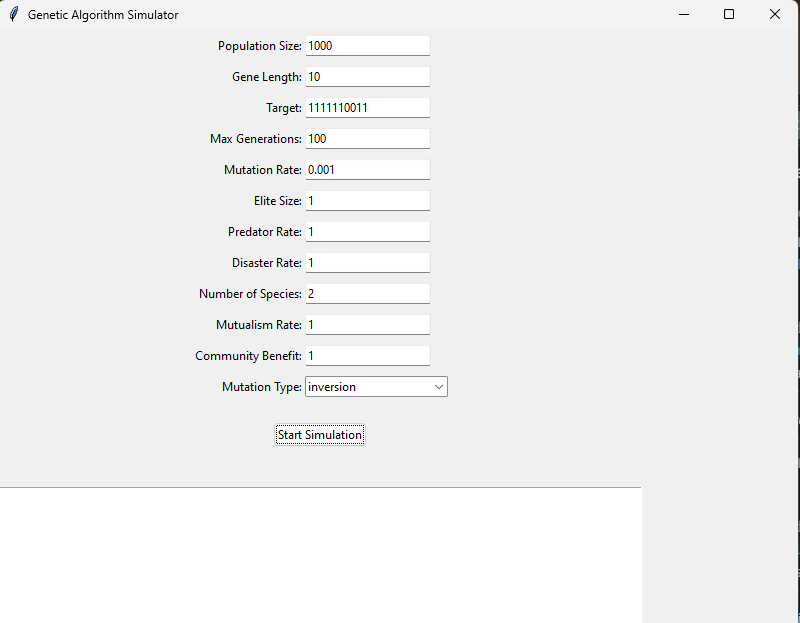 Genetic Algorithm Simulator
Population Size: 1000
Gene Length: 10
Target: 1111110011
Max Generations: 100
Mutation Rate: 0.001
Elite Size: 1
Predator Rate: 1
Disaster Rate: 1
Number of Species: 2
Mutualism Rate: 1
Community Benefit: 1
Mutation Type: inversion
Start Simulation